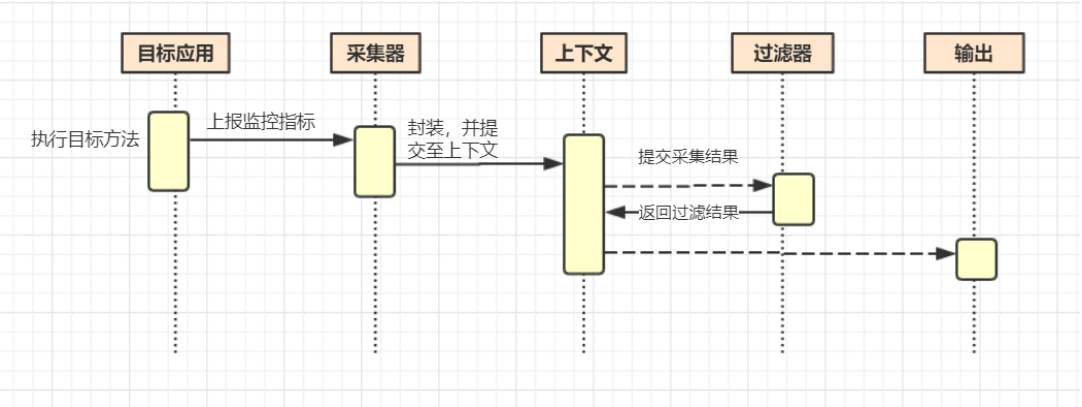 目标应用
采集器
上下文
过滤器
输出
执行目标方法
上报监控指标
封装，并提
交至上下文
提交采集结果
返回过滤结果